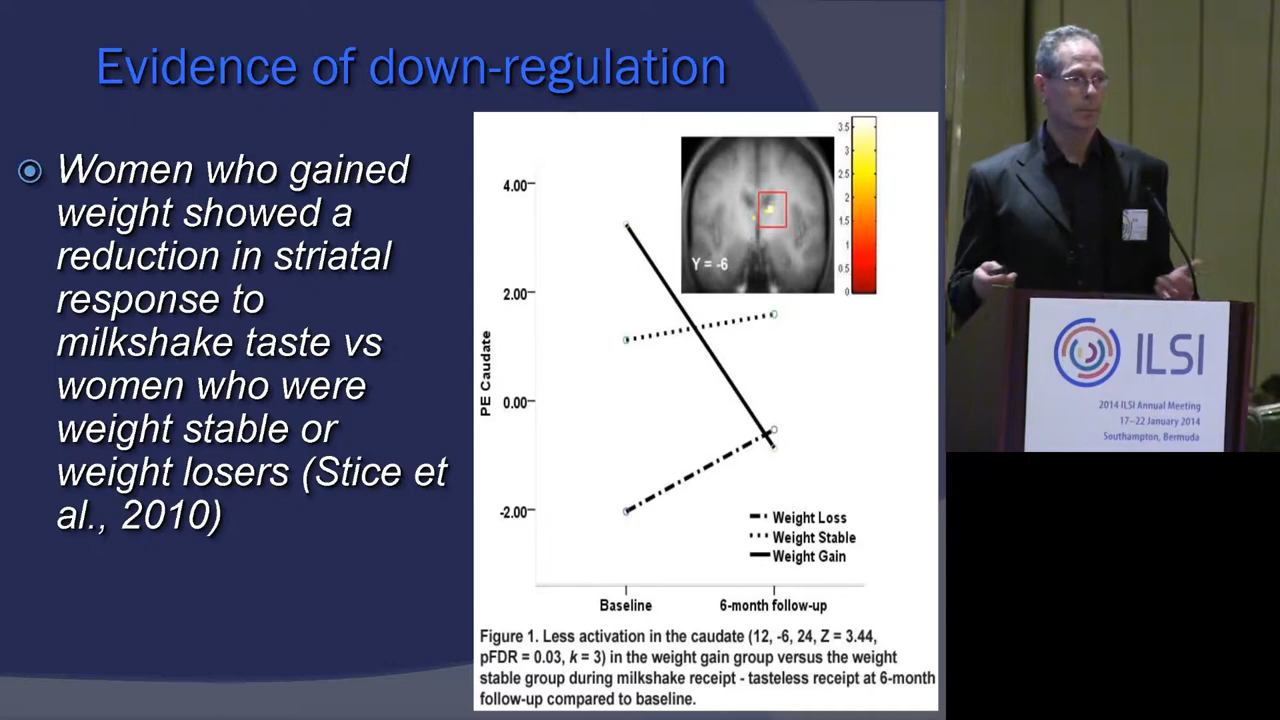 Evidence of down-regulation
Women who gained
weight showed a
reduction in striatal
response to
milkshake taste vs
women who were
weight stable or
weight losers (Stice et
al., 2010)
4.00
2.00
0.00
-2.00
PE Caudate
Y = -6
3.5
3
2.5
2
1.5
1
0.5
0
Weight Loss
Weight Stable
Weight Gain
Baseline
6-month follow-up
Figure 1. Less activation in the caudate (12, -6, 24, Z = 3.44,
pFDR = 0.03, k = 3) in the weight gain group versus the weight
stable group during milkshake receipt - tasteless receipt at 6-month
follow-up compared to baseline.
ILSI
2014 ILSI Annual Meeting
17–22 January 2014
Southampton, Bermuda